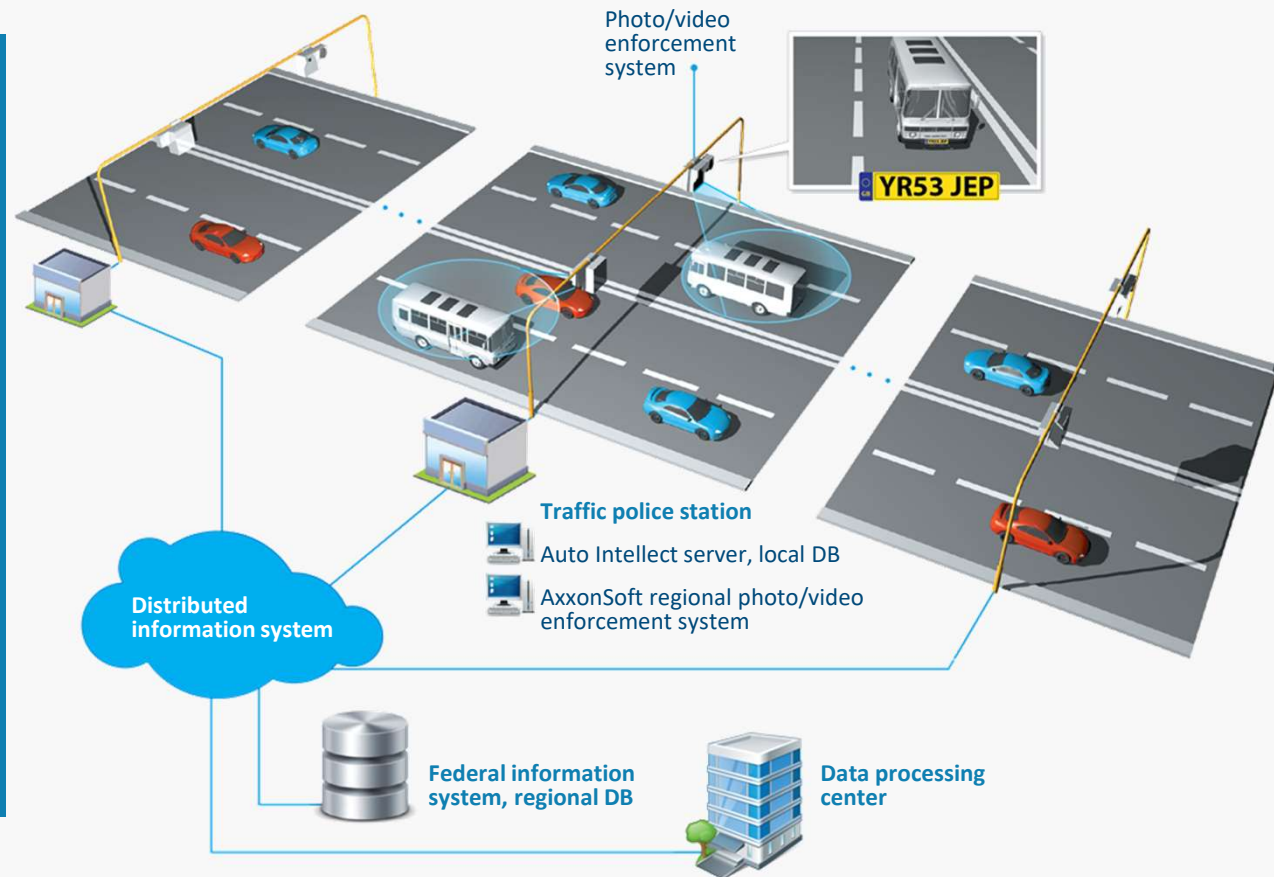 Photo/video
enforcement
system
GB
YR53 JEP
Traffic police station
Auto Intellect server, local DB
AxxonSoft regional photo/video
enforcement system
Distributed
information system
Federal information
system, regional DB
Data processing
center